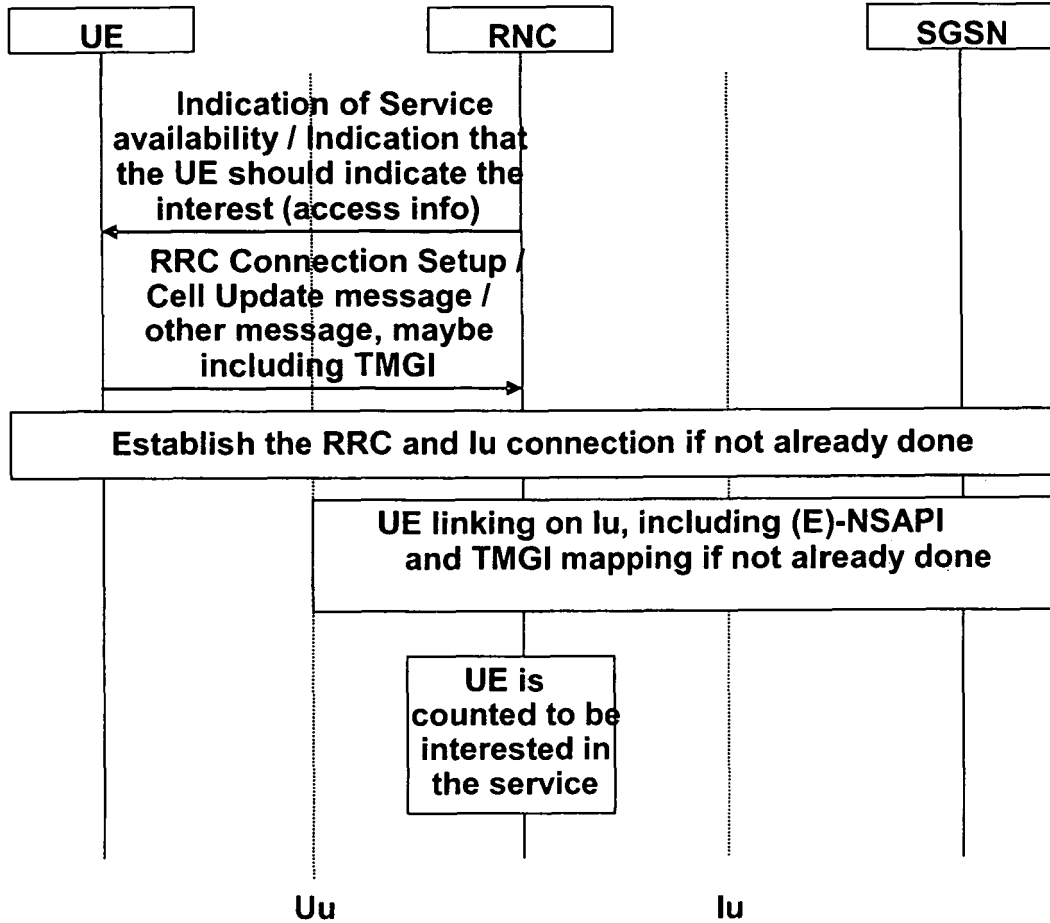 UE
RNC
SGSN
Indication of Service
availability / Indication that
the UE should indicate the
interest (access info)
RRC Connection Setup /
Cell Update message /
other message, maybe
including TMGI
Establish the RRC and Iu connection if not already done
UE linking on Iu, including (E)-NSAPI
and TMGI mapping if not already done
UE is
counted to be
interested in
the service
Uu
Iu